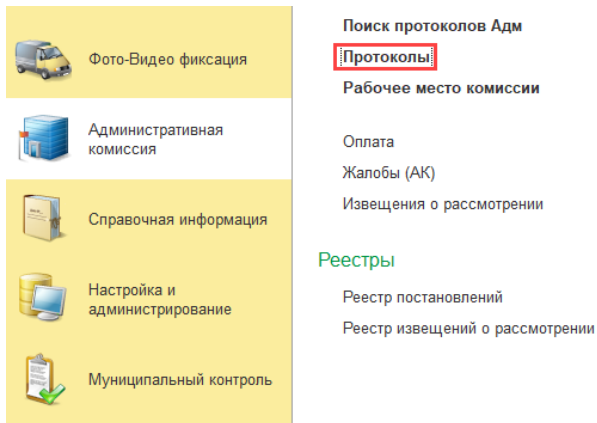 Фото-Видео фиксация
Административная
комиссия
Справочная информация
Настройка и
администрирование
Муниципальный контроль
Поиск протоколов Адм
Протоколы
Рабочее место комиссии
Оплата
Жалобы (АК)
Извещения о рассмотрении
Реестры
Реестр постановлений
Реестр извещений о рассмотрении